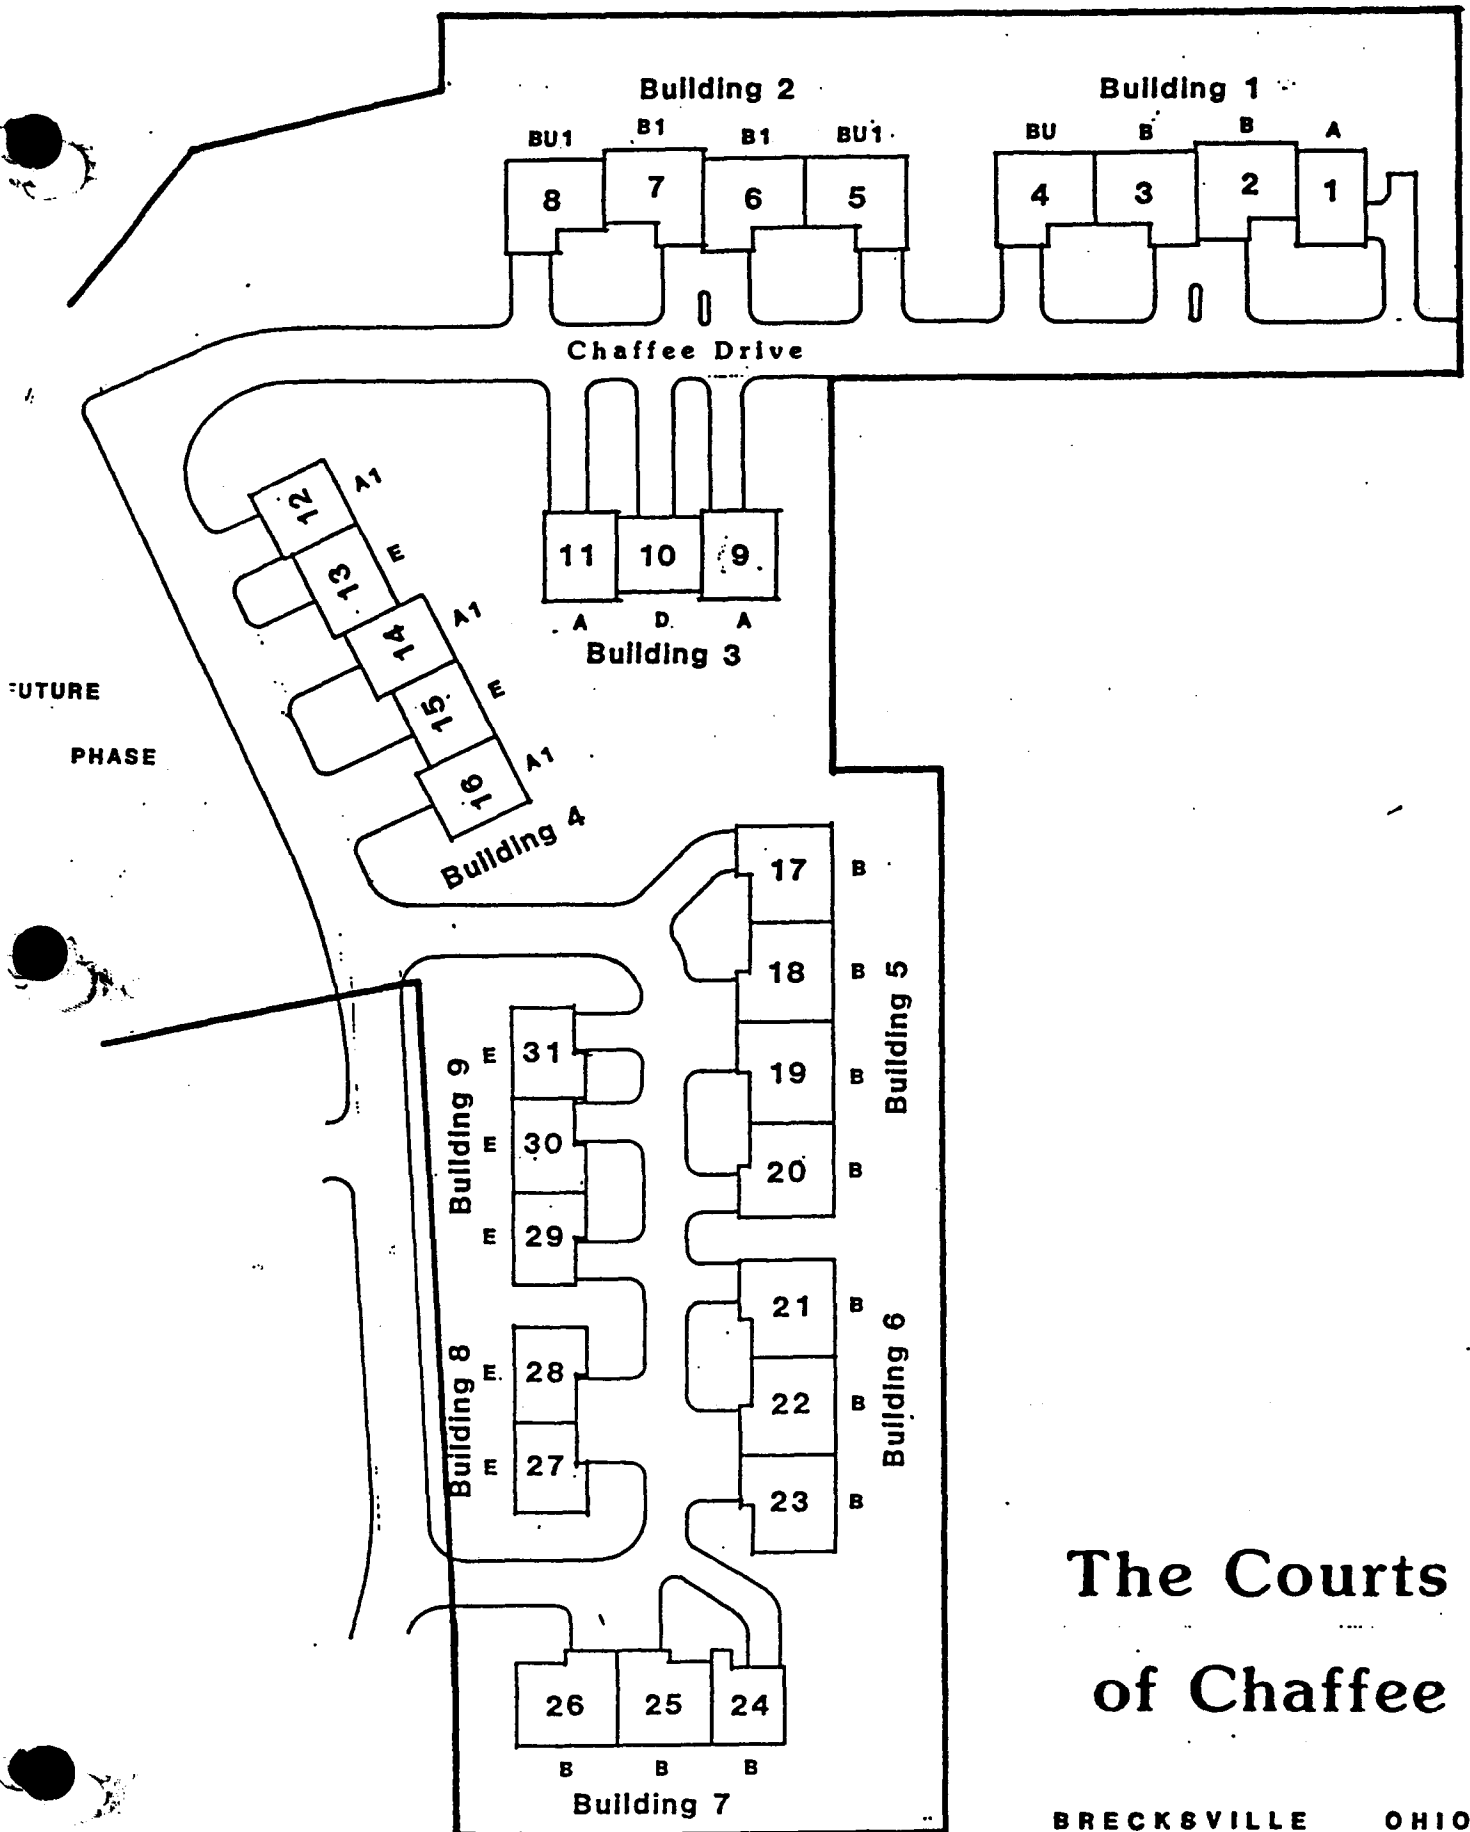 Building 2
Building 1
BU1 B1 B1 BU1
BU B B A
8 7 6 5
4 3 2 1
Chaffee Drive
12 A1
13 E
14 A1
15 E
16 A1
Building 4
11 10 9
A D A
Building 3
PHASE
17 B
18 B
19 B
20 B
Building 5
E 31
E 30
E 29
Building 9
21 B
22 B
23 B
Building 6
E 28
E 27
Building 8
26 25 24
B B B
Building 7
The Courts
of Chaffee
BRECKSVILLE OHIO